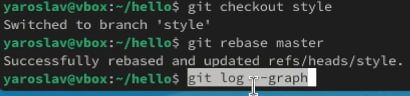 yaroslav@vbox:~/hello$ git checkout style
Switched to branch 'style'
yaroslav@vbox:~/hello$ git rebase master
Successfully rebased and updated refs/heads/style.
yaroslav@vbox:~/hello$ git log --graph